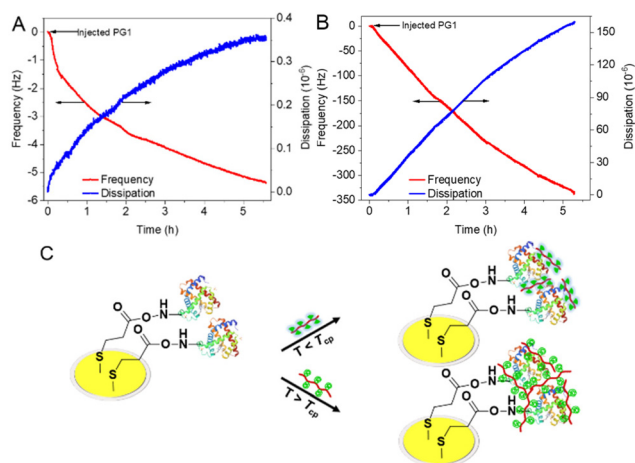 A
Injected PG1
Frequency (Hz)
0
-1
-2
-3
-4
-5
-6
0.4
0.3
0.2
0.1
0.0
Dissipation (10-6)
Frequency
Dissipation
0 1 2 3 4 5
Time (h)
B
Injected PG1
Frequency (Hz)
0
-50
-100
-150
-200
-250
-300
-350
150
120
90
60
30
0
Dissipation (10-6)
Frequency
Dissipation
0 1 2 3 4 5
Time (h)
C
O O H N
O O NH
S S
T < Tcp
T > Tcp
O O H N
O O NH
S S
O O H N
O O NH
S S